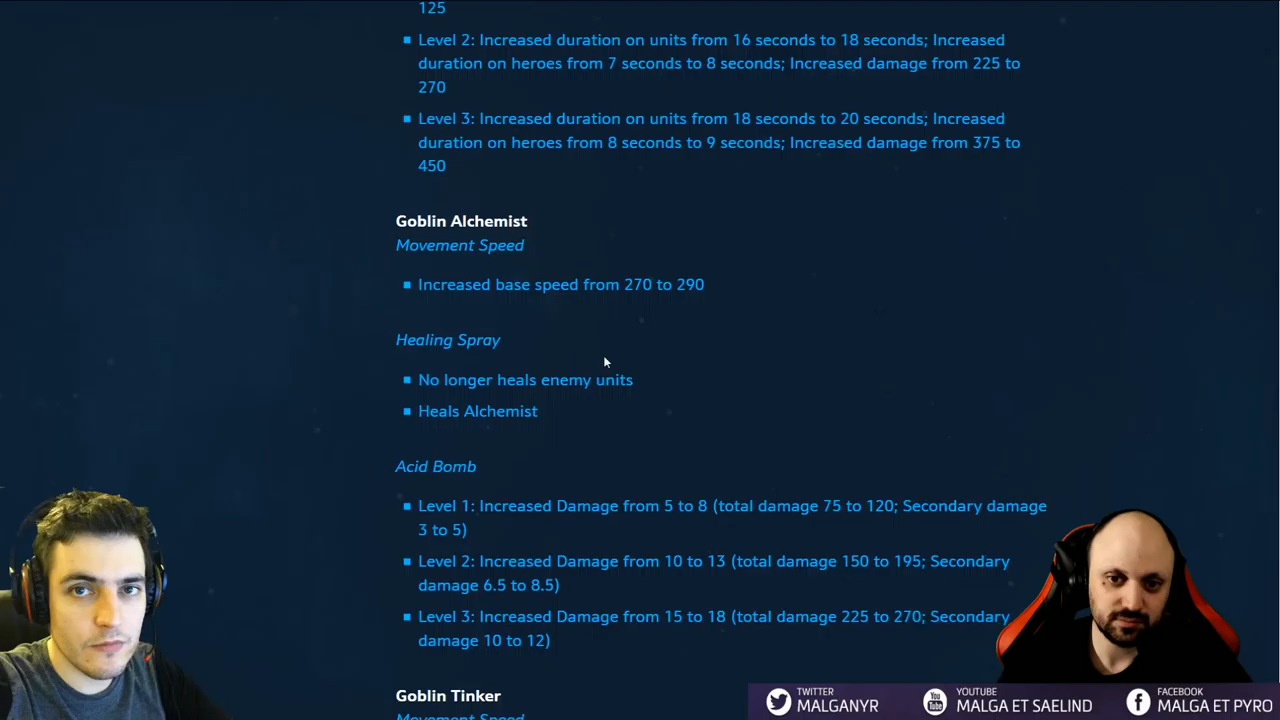 125
Level 2: Increased duration on units from 16 seconds to 18 seconds; Increased
duration on heroes from 7 seconds to 8 seconds; Increased damage from 225 to
270
Level 3: Increased duration on units from 18 seconds to 20 seconds; Increased
duration on heroes from 8 seconds to 9 seconds; Increased damage from 375 to
450
Goblin Alchemist
Movement Speed
Increased base speed from 270 to 290
Healing Spray
No longer heals enemy units
Heals Alchemist
Acid Bomb
Level 1: Increased Damage from 5 to 8 (total damage 75 to 120; Secondary damage
3 to 5)
Level 2: Increased Damage from 10 to 13 (total damage 150 to 195; Secondary
damage 6.5 to 8.5)
Level 3: Increased Damage from 15 to 18 (total damage 225 to 270; Secondary
damage 10 to 12)
Goblin Tinker
Movement Speed
TWITTER
MALGANYR
You Tube
YOUTUBE
MALGA ET SAELIND
FACEBOOK
MALGA ET PYRO